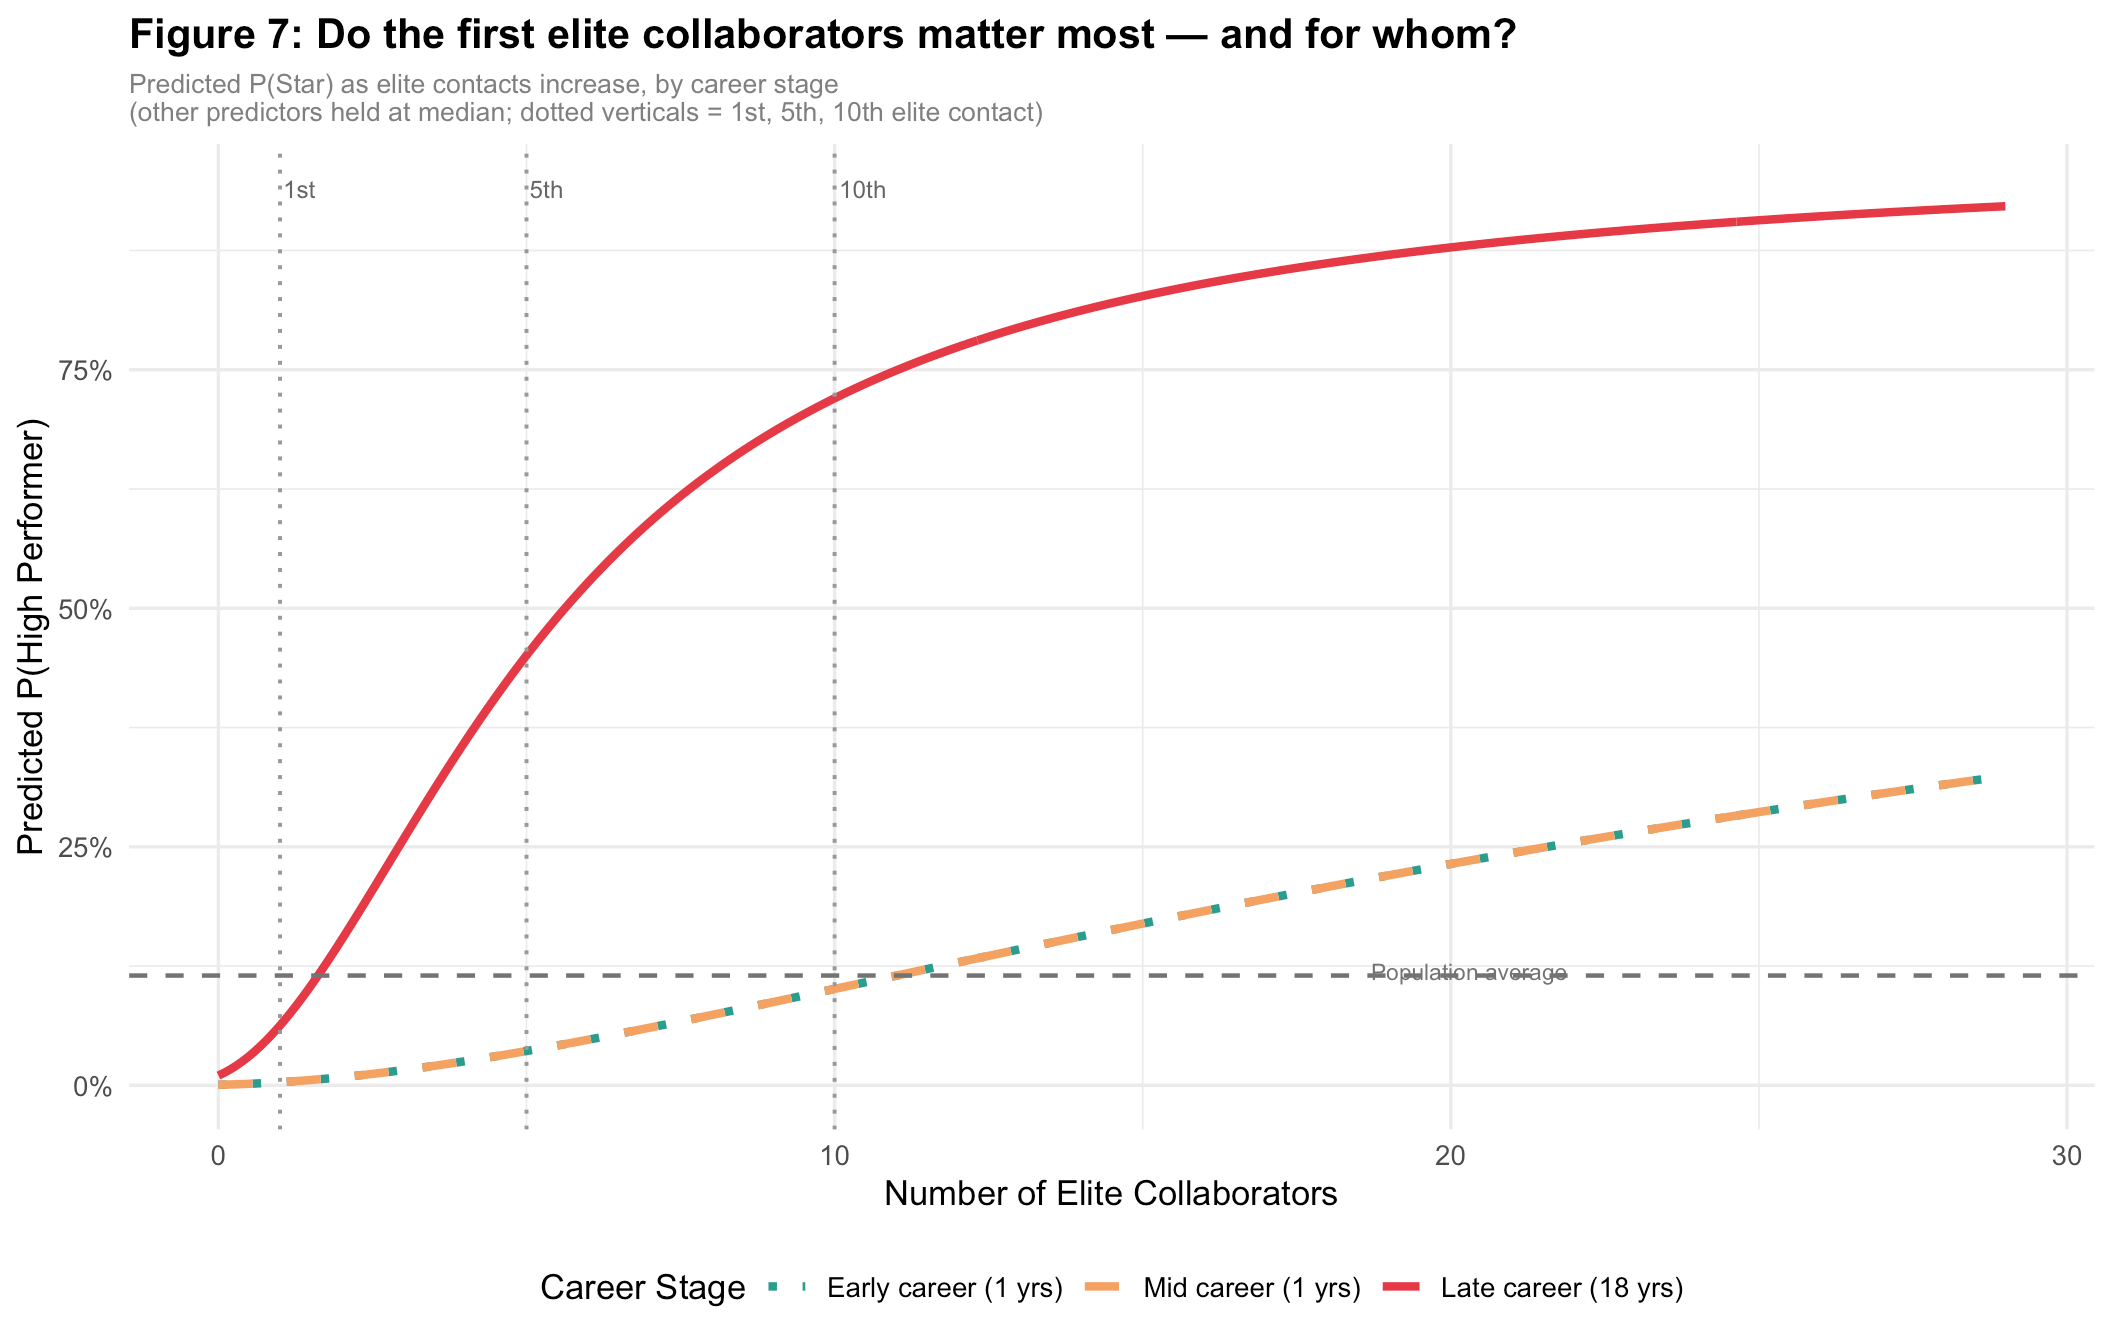 Figure 7: Do the first elite collaborators matter most — and for whom?
Predicted P(Star) as elite contacts increase, by career stage
(other predictors held at median; dotted verticals = 1st, 5th, 10th elite contact)
1st
5th
10th
Predicted P(High Performer)
75%
50%
25%
0%
Population average
0
10
20
30
Number of Elite Collaborators
Career Stage
Early career (1 yrs)
Mid career (1 yrs)
Late career (18 yrs)